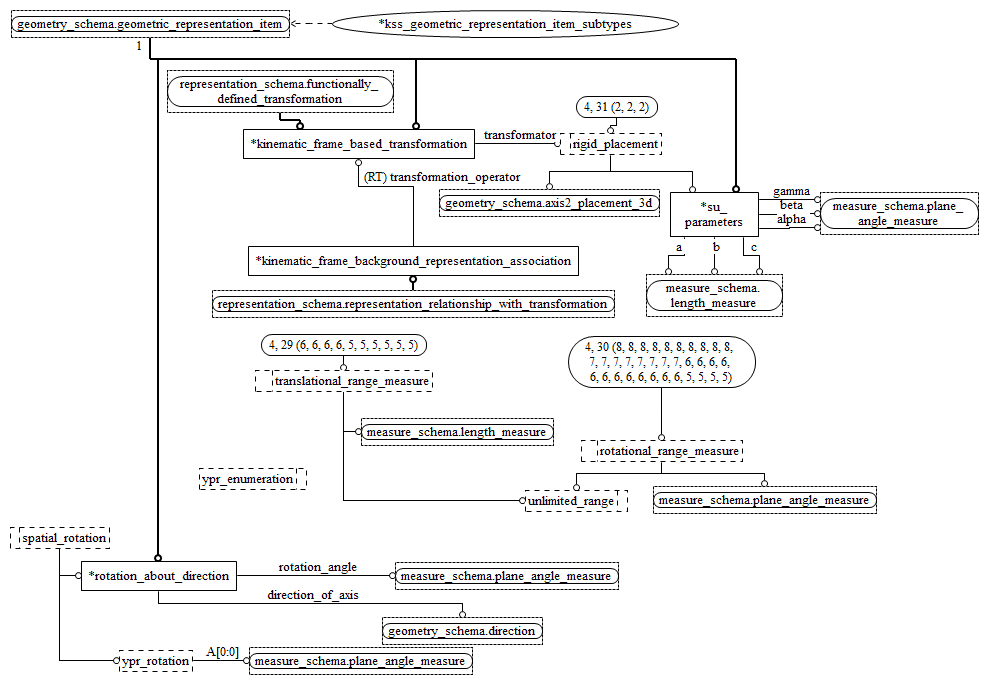 geometry_schema.geometric_representation_item
*kss_geometric_representation_item_subtypes
1
representation_schema.functionally_
defined_transformation
4, 31 (2, 2, 2)
*kinematic_frame_based_transformation
transformator
rigid_placement
(RT) transformation_operator
geometry_schema.axis2_placement_3d
*su_
parameters
gamma
beta
alpha
measure_schema.plane_
angle_measure
a
b
c
*kinematic_frame_background_representation_association
measure_schema.
length_measure
representation_schema.representation_relationship_with_transformation
4, 29 (6, 6, 6, 6, 5, 5, 5, 5, 5, 5)
4, 30 (8, 8, 8, 8, 8, 8, 8, 8, 8, 8,
7, 7, 7, 7, 7, 7, 7, 7, 6, 6, 6, 6,
6, 6, 6, 6, 6, 6, 6, 6, 5, 5, 5, 5)
translational_range_measure
measure_schema.length_measure
rotational_range_measure
ypr_enumeration
unlimited_range
measure_schema.plane_angle_measure
spatial_rotation
*rotation_about_direction
rotation_angle
measure_schema.plane_angle_measure
direction_of_axis
geometry_schema.direction
ypr_rotation
A[0:0]
measure_schema.plane_angle_measure